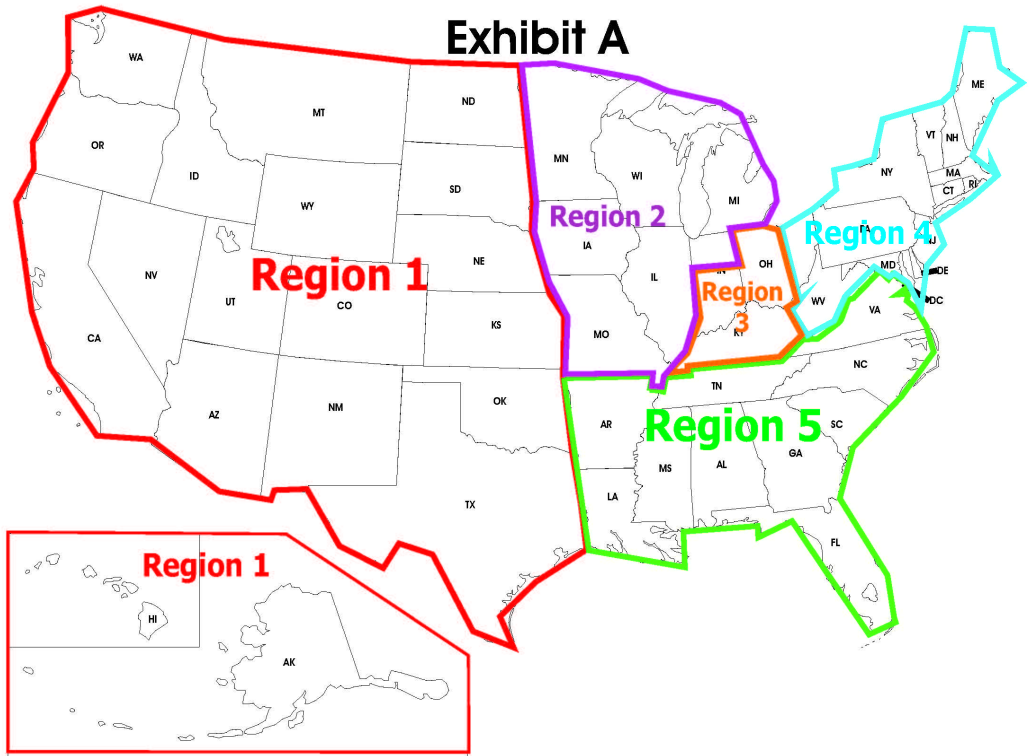 Exhibit A
WA
MT
ND
ME
OR
MN
VT
NH
ID
WI
NY
MA
SD
CT
RI
WY
MI
Region 2
PA
Region 4
NJ
IA
NE
IN
OH
MD
DE
Region 1
NV
IL
UT
CO
Region
3
WV
DC
VA
KS
CA
MO
KY
NC
TN
OK
AZ
NM
AR
Region 5
SC
GA
MS
AL
LA
TX
FL
Region 1
HI
AK